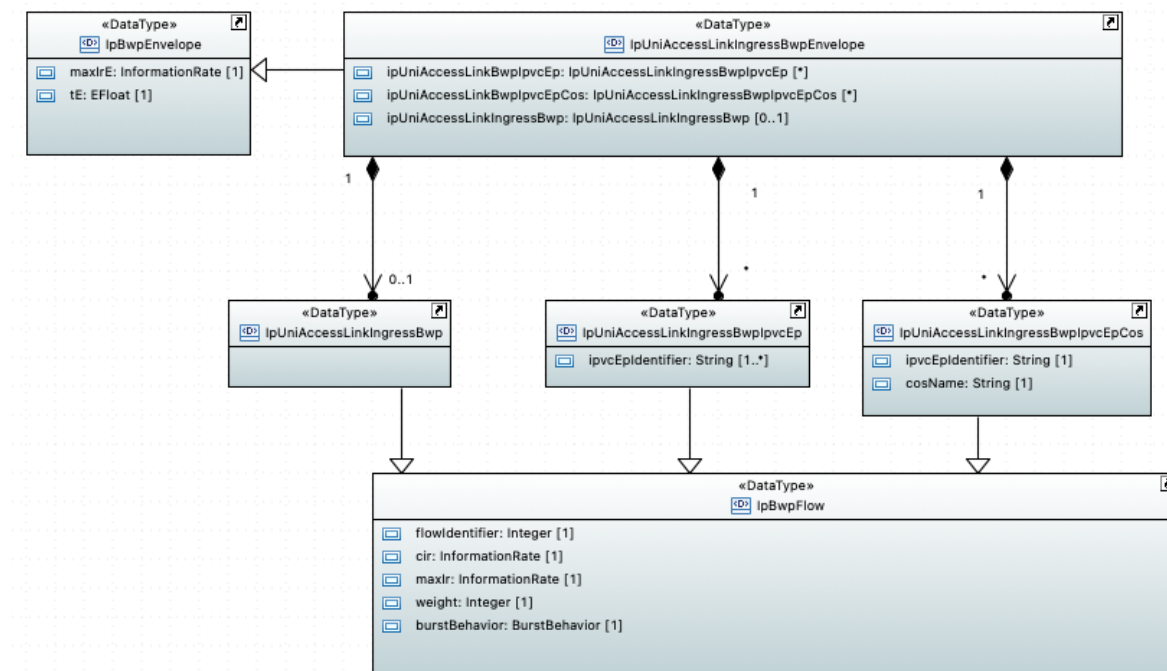 «DataType»
IpBwpEnvelope
maxIrE: InformationRate [1]
tE: EFloat [1]
«DataType»
IpUniAccessLinkIngressBwpEnvelope
ipUniAccessLinkBwpIpvcEp: IpUniAccessLinkIngressBwpIpvcEp [*]
ipUniAccessLinkBwpIpvcEpCos: IpUniAccessLinkIngressBwpIpvcEpCos [*]
ipUniAccessLinkIngressBwp: IpUniAccessLinkIngressBwp [0..1]
1
1
1
0..1
*
*
«DataType»
IpUniAccessLinkIngressBwp
«DataType»
IpUniAccessLinkIngressBwpIpvcEp
ipvcEpIdentifier: String [1..*]
«DataType»
IpUniAccessLinkIngressBwpIpvcEpCos
ipvcEpIdentifier: String [1]
cosName: String [1]
«DataType»
IpBwpFlow
flowIdentifier: Integer [1]
cir: InformationRate [1]
maxIr: InformationRate [1]
weight: Integer [1]
burstBehavior: BurstBehavior [1]